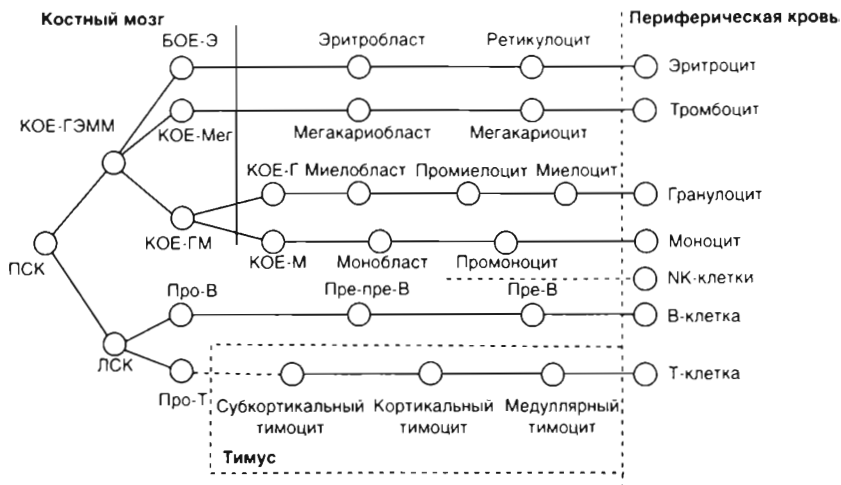 Костный мозг
Периферическая кровь
БОЕ-Э
Эритробласт
Ретикулоцит
Эритроцит
КОЕ-ГЭММ
КОЕ-Мег
Мегакариобласт
Мегакариоцит
Тромбоцит
КОЕ-Г
Миелобласт
Промиелоцит
Миелоцит
Гранулоцит
КОЕ-ГМ
КОЕ-М
Монобласт
Промоноцит
Моноцит
ПСК
NK-клетки
Про-В
Пре-пре-В
Пре-В
В-клетка
ЛСК
Про-Т
Субкортикальный
тимоцит
Кортикальный
тимоцит
Медуллярный
тимоцит
Т-клетка
Тимус